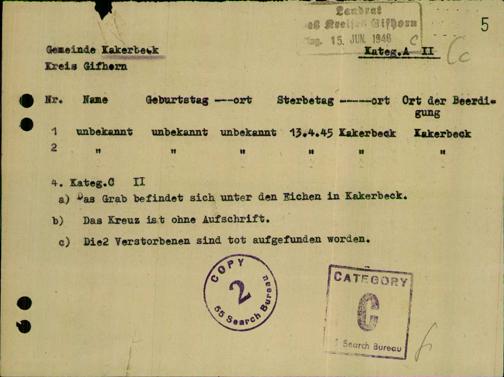 Landrat
des Kreises Gifhorn
Eing. 15. JUN. 1946
5
Gemeinde Kakerbeck
Kateg.A II
Kreis Gifhorn
Nr. Name Geburtstag ---ort Sterbetag -----ort Ort der Beerdi-
gung
1 unbekannt unbekannt unbekannt 13.4.45 Kakerbeck Kakerbeck
2 " " " " " "
4. Kateg.C II
a) Das Grab befindet sich unter den Eichen in Kakerbeck.
b) Das Kreuz ist ohne Aufschrift.
c) Die2 Verstorbenen sind tot aufgefunden worden.
COPY
2
Search Bureau
CATEGORY
C
Search Bureau